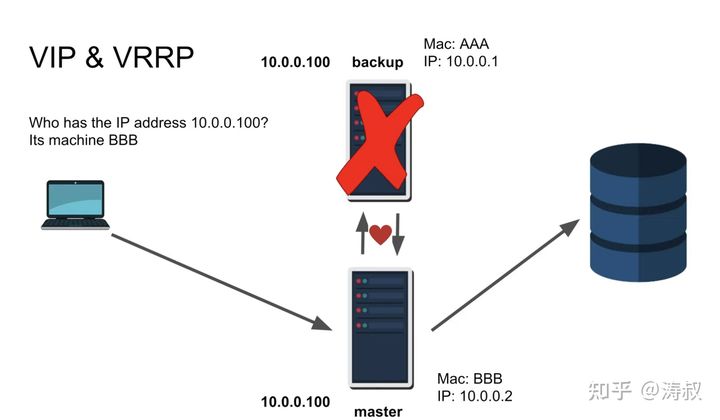 VIP & VRRP
10.0.0.100
backup
Mac: AAA
IP: 10.0.0.1
Who has the IP address 10.0.0.100?
Its machine BBB
Mac: BBB
IP: 10.0.0.2
10.0.0.100
master
知乎 @涛叔